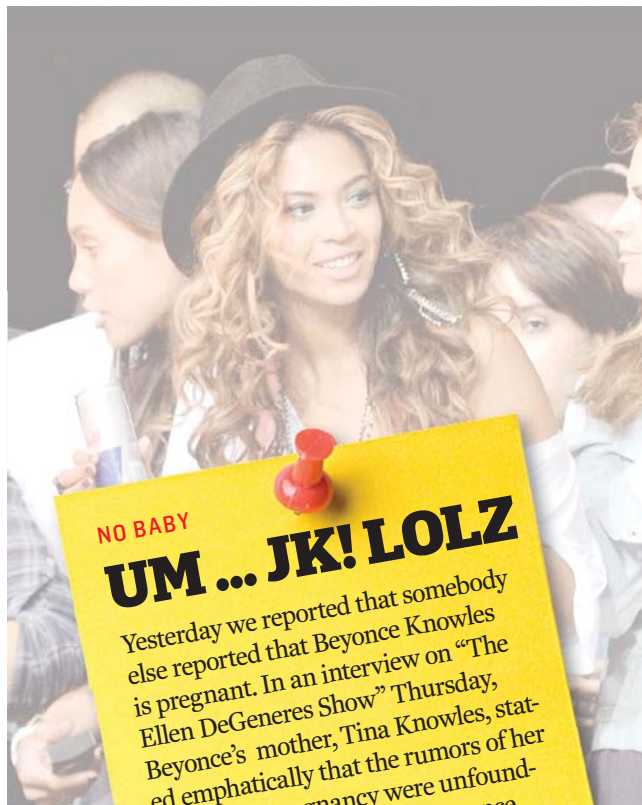 NO BABY
UM ... JK! LOLZ
Yesterday we reported that somebody
else reported that Beyonce Knowles
is pregnant. In an interview on “The
Ellen DeGeneres Show” Thursday,
Beyonce’s mother, Tina Knowles, stat-
ed emphatically that the rumors of her
were unfound-